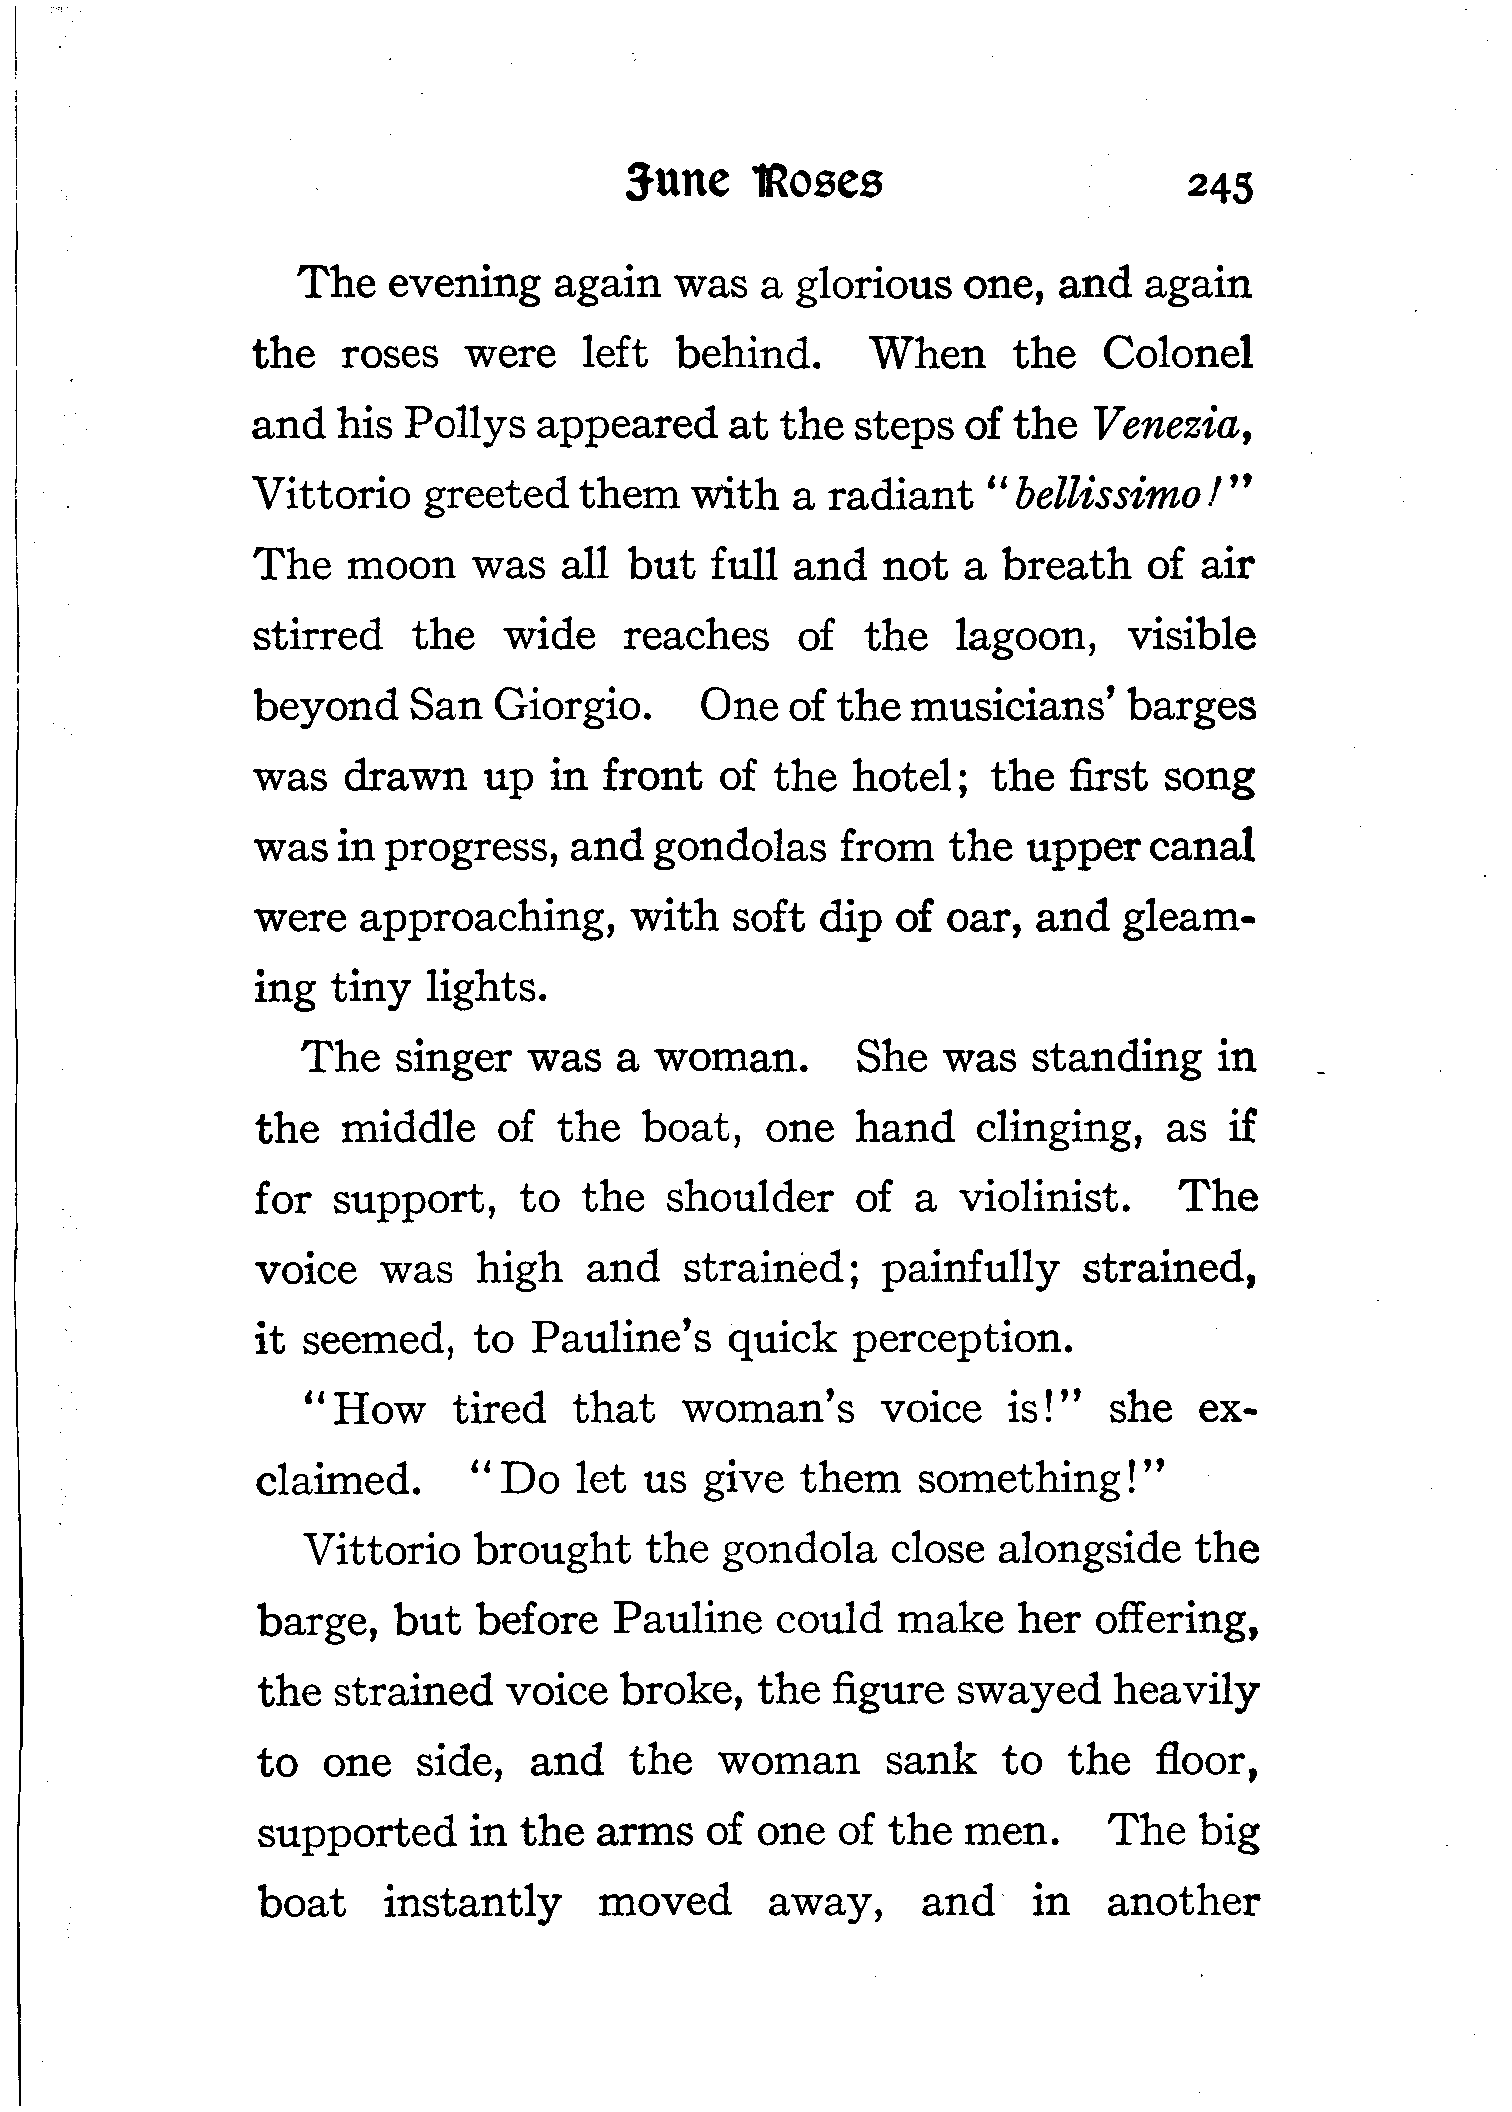 June Roses 245
The evening again was a glorious one, and again
the roses were left behind. When the Colonel
and his Pollys appeared at the steps of the Venezia,
Vittorio greeted them with a radiant "bellissimo!"
The moon was all but full and not a breath of air
stirred the wide reaches of the lagoon, visible
beyond San Giorgio. One of the musicians' barges
was drawn up in front of the hotel; the first song
was in progress, and gondolas from the upper canal
were approaching, with soft dip of oar, and gleam-
ing tiny lights.
The singer was a woman. She was standing in
the middle of the boat, one hand clinging, as if
for support, to the shoulder of a violinist. The
voice was high and strained; painfully strained,
it seemed, to Pauline's quick perception.
"How tired that woman's voice is!" she ex-
claimed. "Do let us give them something!"
Vittorio brought the gondola close alongside the
barge, but before Pauline could make her offering,
the strained voice broke, the figure swayed heavily
to one side, and the woman sank to the floor,
supported in the arms of one of the men. The big
boat instantly moved away, and in another